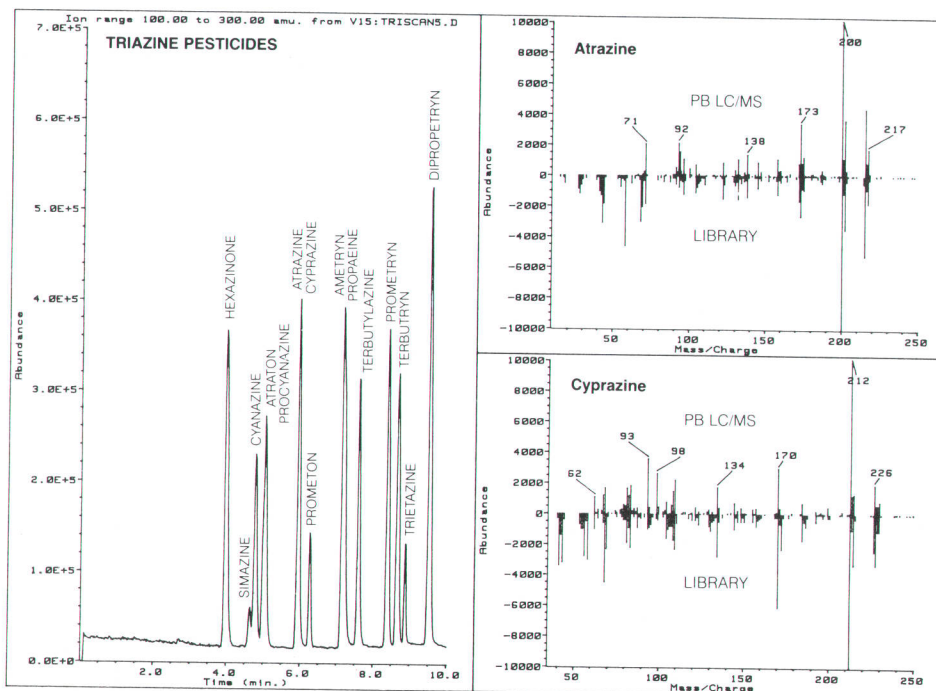 Ion range 100.00 to 300.00 amu. from V15:TRISCAN5.D
TRIAZINE PESTICIDES
7.0E+5
6.0E+5
5.0E+5
4.0E+5
3.0E+5
2.0E+5
1.0E+5
0.0E+0
Abundance
HEXAZINONE
SIMAZINE
CYANAZINE
ATRATON
PROCYANAZINE
ATRAZINE
CYPRAZINE
PROMETON
AMETRYN
PROPAEINE
TERBUTYLAZINE
PROMETRYN
TERBUTRYN
TRIETAZINE
DIPROPETRYN
2.0
4.0
6.0
8.0
10.0
Time (min.)
Atrazine
PB LC/MS
LIBRARY
10000
8000
6000
4000
2000
0
-2000
-4000
-6000
-8000
-10000
Abundance
71
92
138
173
200
217
50
100
150
200
250
Mass/Charge
Cyprazine
PB LC/MS
LIBRARY
10000
8000
6000
4000
2000
0
-2000
-4000
-6000
-8000
-10000
Abundance
62
93
98
134
170
212
226
50
100
150
200
250
Mass/Charge